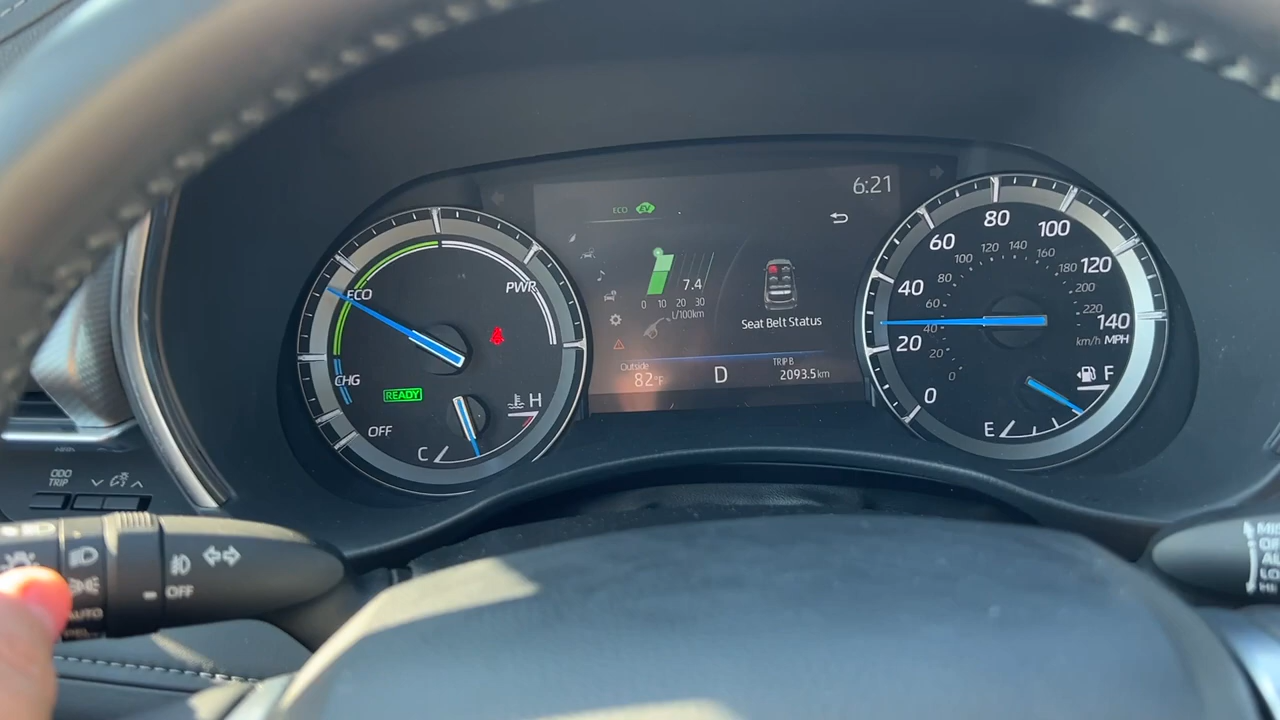 6:21
ECO EV
7.4
0 10 20 30
L/100km
Seat Belt Status
Outside
82°F
D
TRIP B
2093.5 km
ECO
PWR
CHG
READY
OFF
C
H
0 20 40 60 80 100 120 140
MPH
0 20 40 60 80 100 120 140 160 180 200 220
km/h
E
F
ODO
TRIP
OFF
AUTO